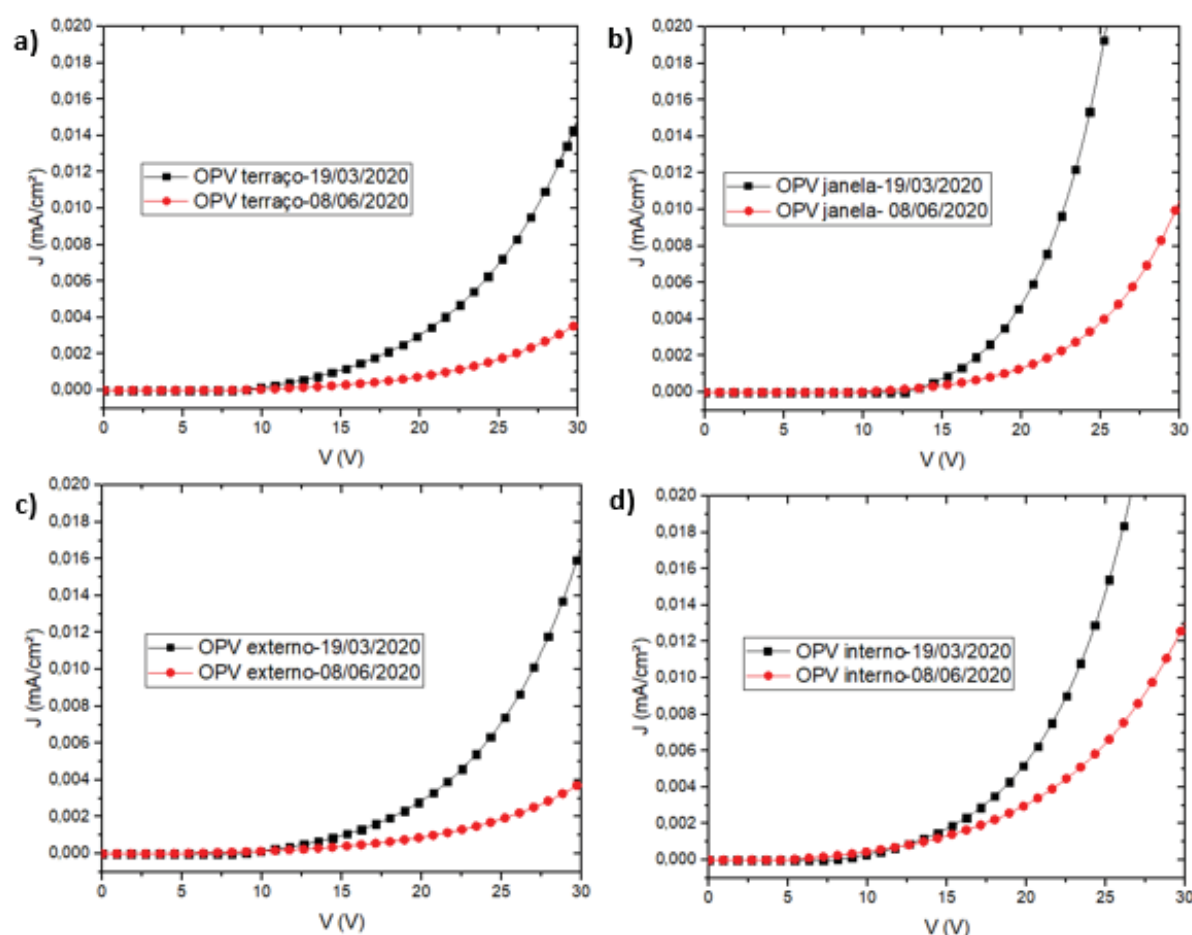 a)
0,020
0,018
0,016
0,014
0,012
0,010
0,008
0,006
0,004
0,002
0,000
J (mA/cm²)
OPV terraço-19/03/2020
OPV terraço-08/06/2020
0 5 10 15 20 25 30
V (V)
b)
0,020
0,018
0,016
0,014
0,012
0,010
0,008
0,006
0,004
0,002
0,000
J (mA/cm²)
OPV janela-19/03/2020
OPV janela- 08/06/2020
0 5 10 15 20 25 30
V (V)
c)
0,020
0,018
0,016
0,014
0,012
0,010
0,008
0,006
0,004
0,002
0,000
J (mA/cm²)
OPV externo-19/03/2020
OPV externo-08/06/2020
0 5 10 15 20 25 30
V (V)
d)
0,020
0,018
0,016
0,014
0,012
0,010
0,008
0,006
0,004
0,002
0,000
J (mA/cm²)
OPV interno-19/03/2020
OPV interno-08/06/2020
0 5 10 15 20 25 30
V (V)